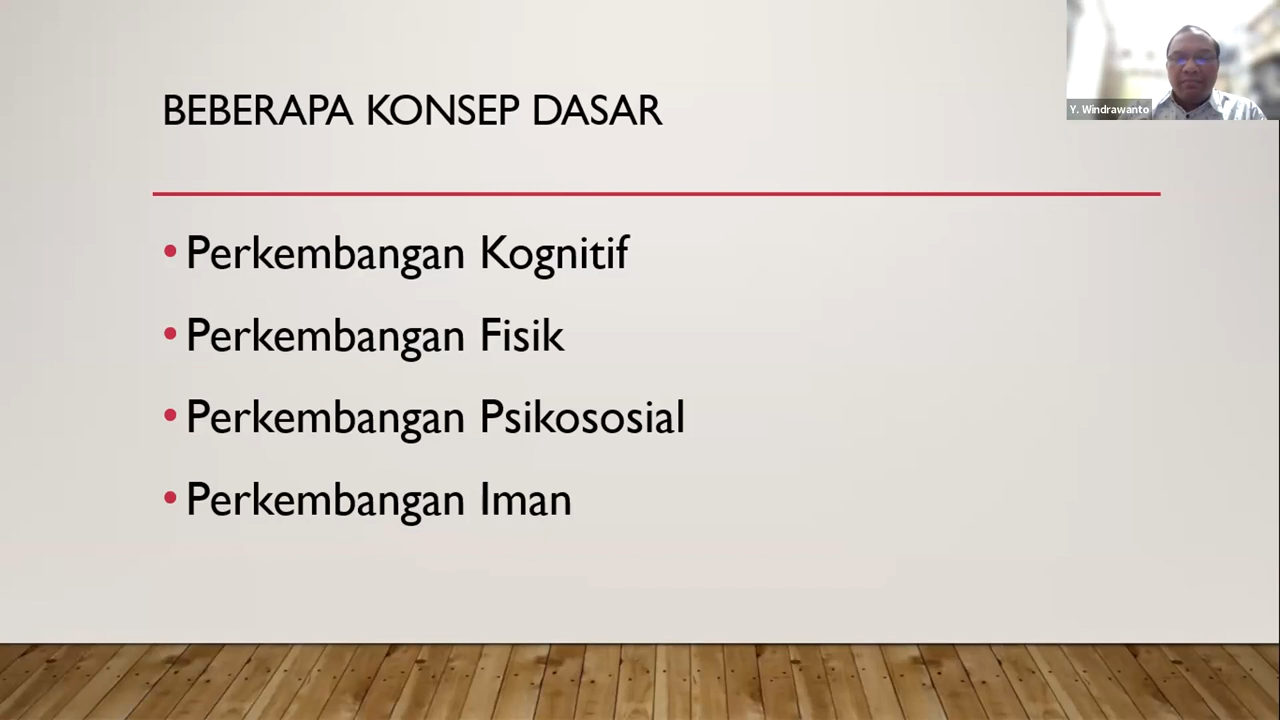 BEBERAPA KONSEP DASAR
Y. Windrawanto
• Perkembangan Kognitif
• Perkembangan Fisik
• Perkembangan Psikososial
• Perkembangan Iman